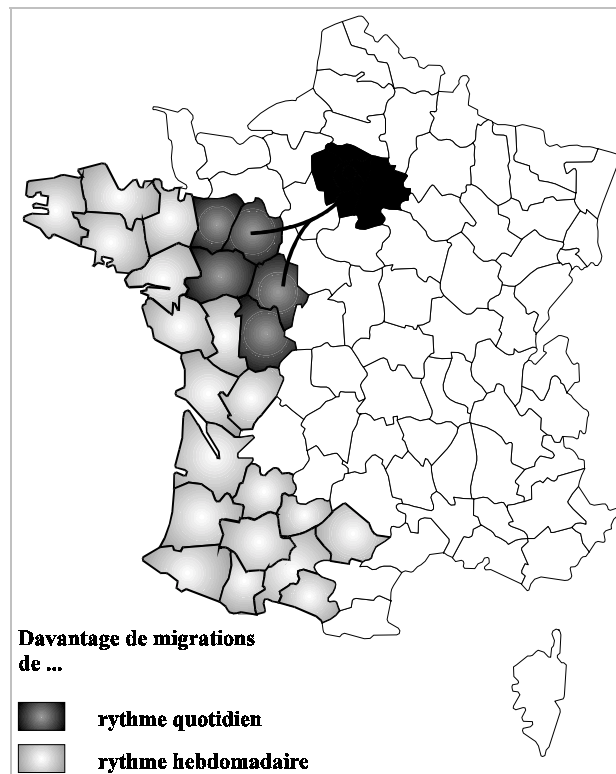 Davantage de migrations
de ...
rythme quotidien
rythme hebdomadaire